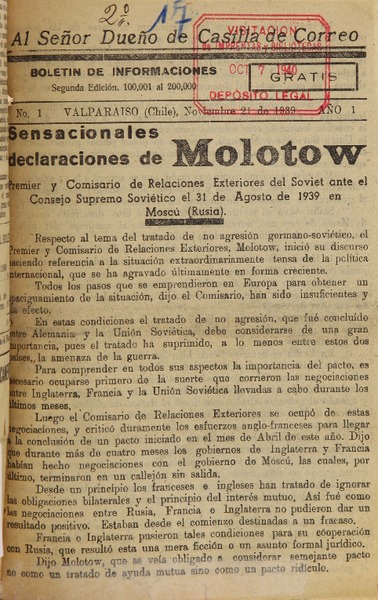 2º 17
Al Señor Dueño de Casilla de Correo
VISITACION
DE IMPRENTAS Y BIBLIOTECAS
OCT 7 1940
DEPÓSITO LEGAL
BOLETIN DE INFORMACIONES
Segunda Edición. 100,001 al 200,000
GRATIS
No. 1 VALPARAISO (Chile), Noviembre 21 de 1939 AÑO 1
Sensacionales
declaraciones de Molotow
Premier y Comisario de Relaciones Exteriores del Soviet ante el
Consejo Supremo Soviético el 31 de Agosto de 1939 en
Moscú (Rusia).
Respecto al tema del tratado de no agresión germano-soviético, el
Premier y Comisario de Relaciones Exteriores, Molotow, inició su discurso
haciendo referencia a la situación extraordinariamente tensa de la política
internacional, que se ha agravado últimamente en forma creciente.
Todos los pasos que se emprendieron en Europa para obtener un
apaciguamiento de la situación, dijo el Comisario, han sido insuficientes y
sin efecto.
En estas condiciones el tratado de no agresión, que fué concluído
entre Alemania y la Unión Soviética, debe considerarse de una gran
importancia, pues el tratado ha suprimido, a lo menos entre estos dos
países, la amenaza de la guerra.
Para comprender en todos sus aspectos la importancia del pacto, es
necesario ocuparse primero de la suerte que corrieron las negociaciones
entre Inglaterra, Francia y la Unión Soviética llevadas a cabo durante los
últimos meses,
Luego el Comisario de Relaciones Exteriores se ocupó de estas
negociaciones, y criticó duramente los esfuerzos anglo-franceses para llegar
a la conclusión de un pacto iniciado en el mes de Abril de este año. Dijo
que durante más de cuatro meses los gobiernos de Inglaterra y Francia
habían hecho negociaciones con el gobierno de Moscú, las cuales, por
último, terminaron en un callejón sin salida.
Desde un principio los franceses e ingleses han tratado de ignorar
las obligaciones bilaterales y el principio del interés mutuo, Así fué como
las negociaciones entre Rusia, Francia o Inglaterra no pudieron dar un
resultado positivo. Estaban desde el comienzo destinadas a un fracaso.
Francia e Inglaterra pusieron tales condiciones para su coóperación
con Rusia, que resultó esta una mera ficción o un asunto formal jurídico.
Dijo Molotow, que se veía obligado a considerar semejante pacto
no como un tratado de ayuda mutua sino como un pacto ridículo.